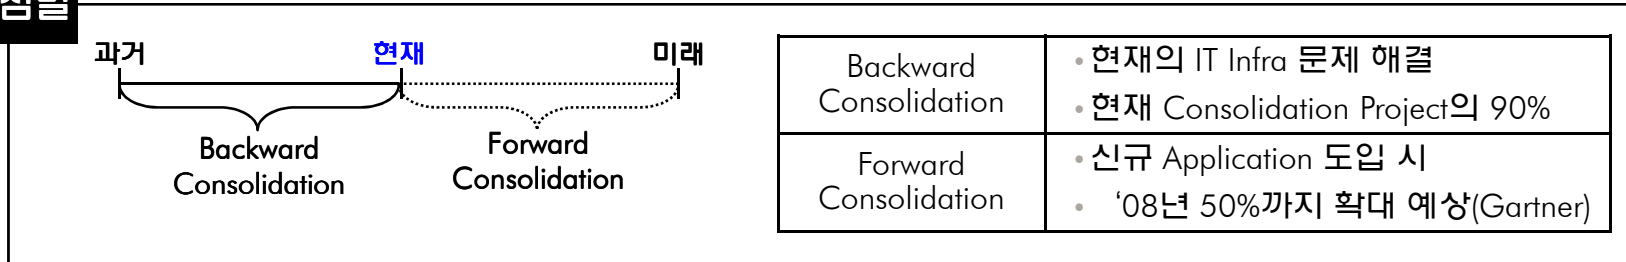 과거 현재 미래
Backward
Consolidation
Forward
Consolidation
Backward
Consolidation
•현재의 IT Infra 문제 해결
•현재 Consolidation Project의 90%
Forward
Consolidation
•신규 Application 도입 시
• ‘08년 50%까지 확대 예상(Gartner)